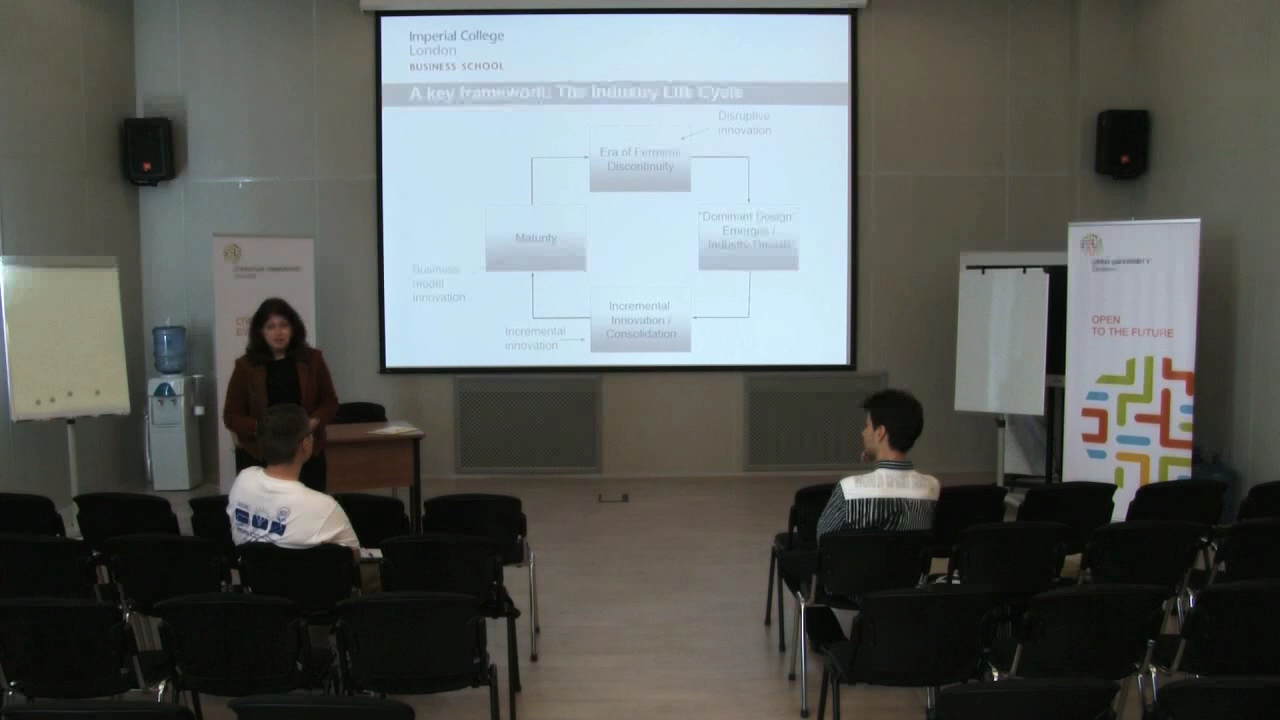 Imperial College
London
BUSINESS SCHOOL
A key framework: The Industry Life Cycle
Disruptive
innovation
Era of Ferment/
Discontinuity
"Dominant Design"
Emerges /
Maturity
Business
model
innovation
Incremental
Innovation /
Consolidation
Incremental
innovation
OPEN
TO THE FUTURE